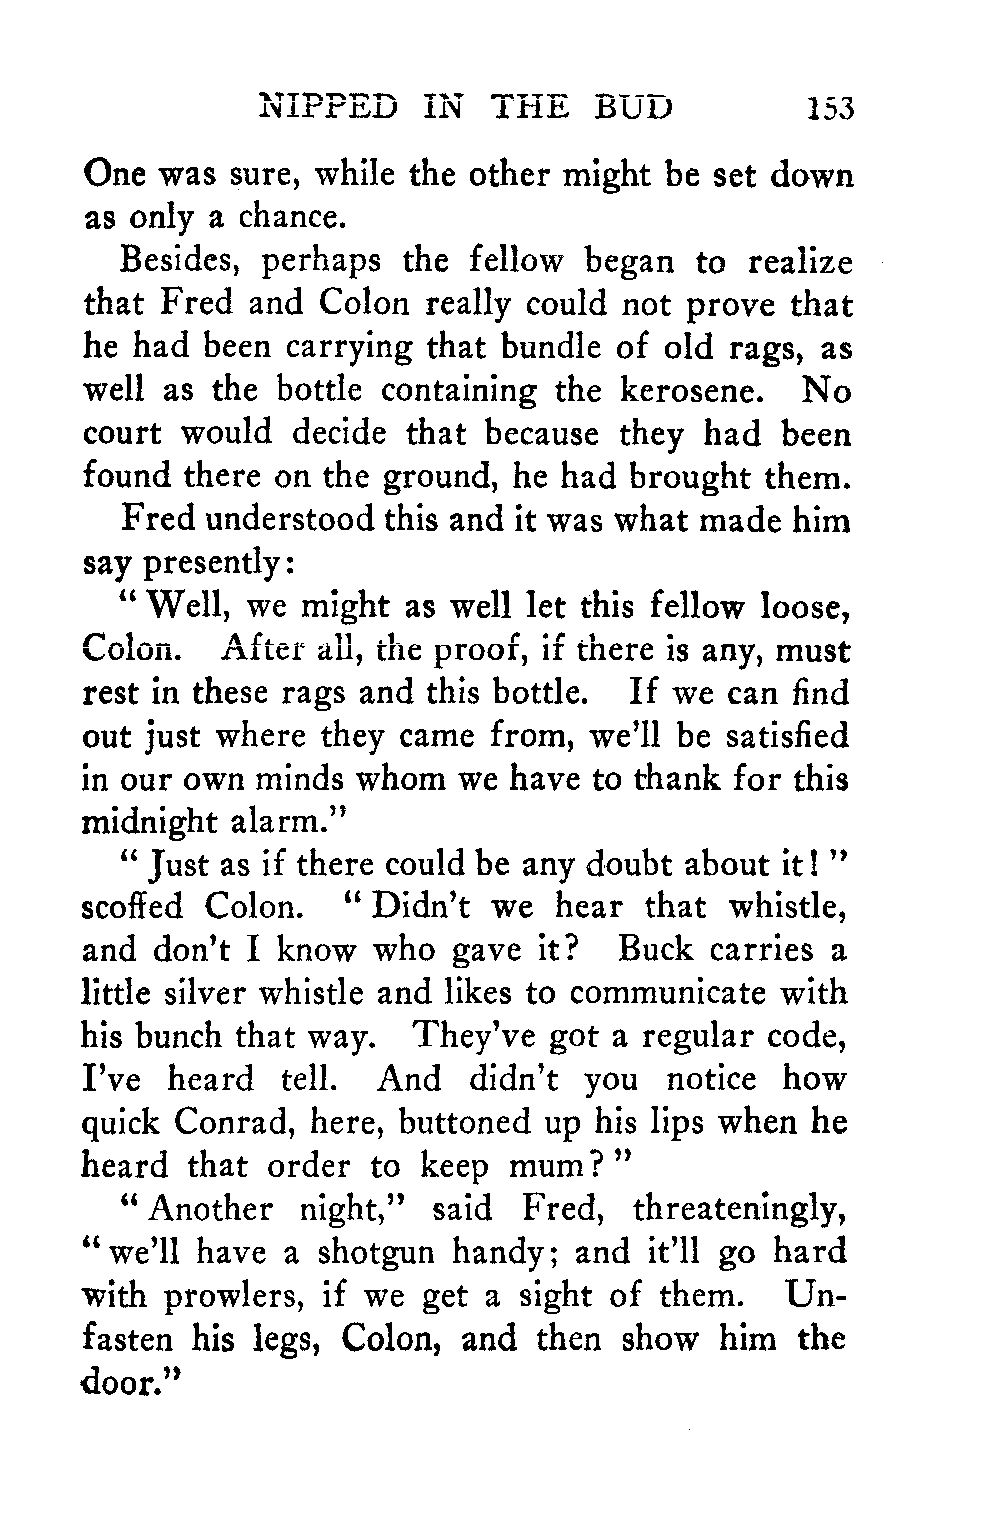 NIPPED IN THE BUD 153
One was sure, while the other might be set down
as only a chance.
Besides, perhaps the fellow began to realize
that Fred and Colon really could not prove that
he had been carrying that bundle of old rags, as
well as the bottle containing the kerosene. No
court would decide that because they had been
found there on the ground, he had brought them.
Fred understood this and it was what made him
say presently:
“ Well, we might as well let this fellow loose,
Colon. After all, the proof, if there is any, must
rest in these rags and this bottle. If we can find
out just where they came from, we’ll be satisfied
in our own minds whom we have to thank for this
midnight alarm.”
“ Just as if there could be any doubt about it! ”
scoffed Colon. “ Didn’t we hear that whistle,
and don’t I know who gave it? Buck carries a
little silver whistle and likes to communicate with
his bunch that way. They’ve got a regular code,
I’ve heard tell. And didn’t you notice how
quick Conrad, here, buttoned up his lips when he
heard that order to keep mum? ”
“ Another night,” said Fred, threateningly,
“ we’ll have a shotgun handy; and it’ll go hard
with prowlers, if we get a sight of them. Un-
fasten his legs, Colon, and then show him the
door.”